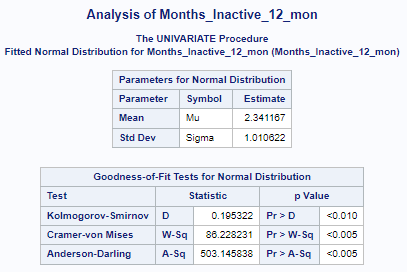 Analysis of Months_Inactive_12_mon
The UNIVARIATE Procedure
Fitted Normal Distribution for Months_Inactive_12_mon (Months_Inactive_12_mon)
Parameters for Normal Distribution
Parameter Symbol Estimate
Mean Mu 2.341167
Std Dev Sigma 1.010622
Goodness-of-Fit Tests for Normal Distribution
Test Statistic p Value
Kolmogorov-Smirnov D 0.195322 Pr > D <0.010
Cramer-von Mises W-Sq 86.228231 Pr > W-Sq <0.005
Anderson-Darling A-Sq 503.145838 Pr > A-Sq <0.005